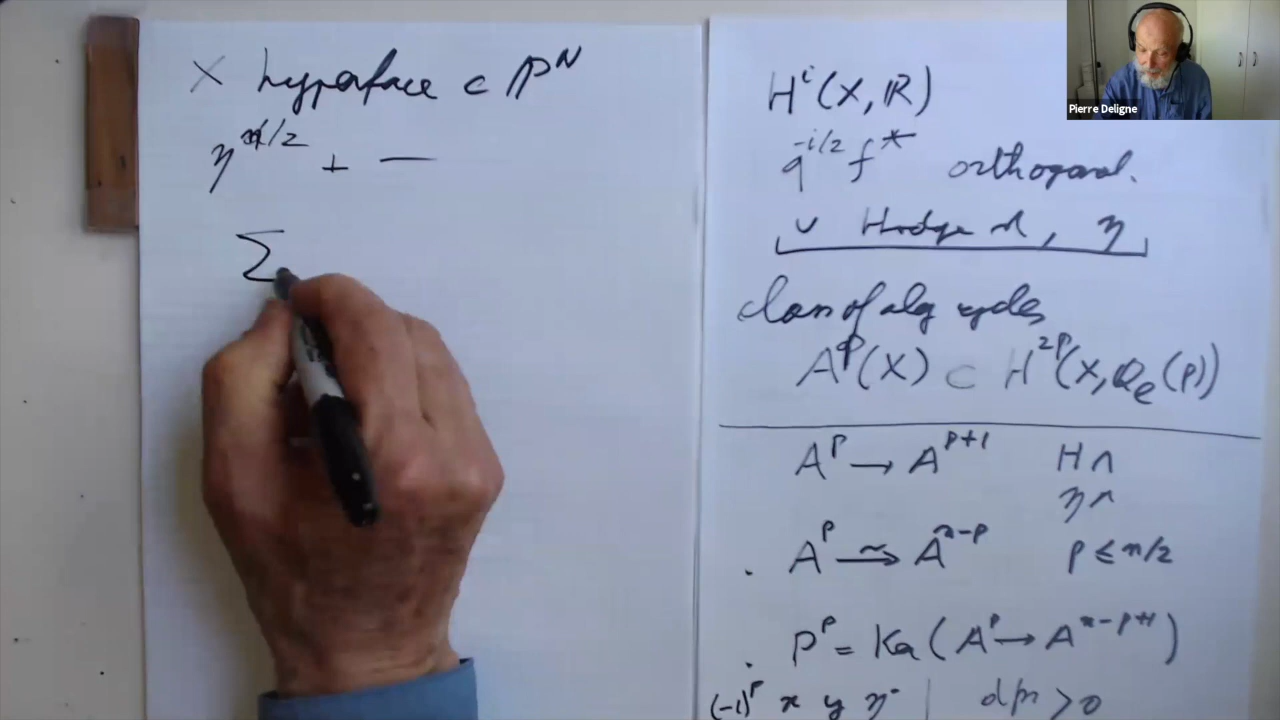 X hypersurface ⊂ ℙ^N
η^{n/2} + —
Σ
H^i(X, ℝ)
q^{-i/2} f^* orthogonal.
∪ Hodge, η
class of alg cycles
A^p(X) ⊂ H^{2p}(X, ℚ_ℓ(p))
A^p → A^{p+1} H ∧
η ∧
. A^p ⥲ A^{n-p} p ≤ n/2
. P^p = Ker(A^p → A^{n-p+1})
(-1)^p x y η | > 0
Pierre Deligne